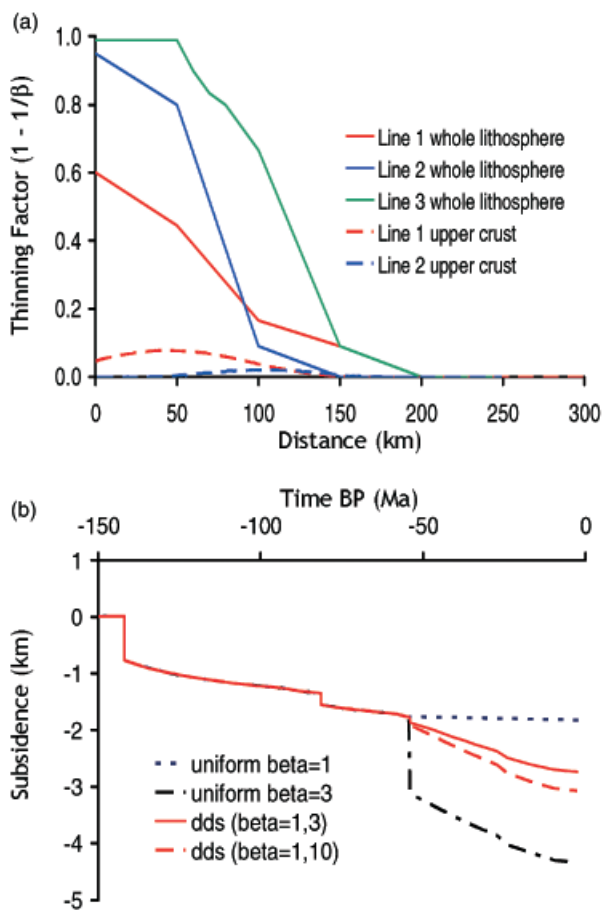 (a)
1.0
0.8
0.6
0.4
0.2
0.0
Thinning Factor (1 - 1/β)
Line 1 whole lithosphere
Line 2 whole lithosphere
Line 3 whole lithosphere
Line 1 upper crust
Line 2 upper crust
0 50 100 150 200 250 300
Distance (km)
(b)
Time BP (Ma)
-150 -100 -50 0
1
0
-1
-2
-3
-4
-5
Subsidence (km)
uniform beta=1
uniform beta=3
dds (beta=1,3)
dds (beta=1,10)